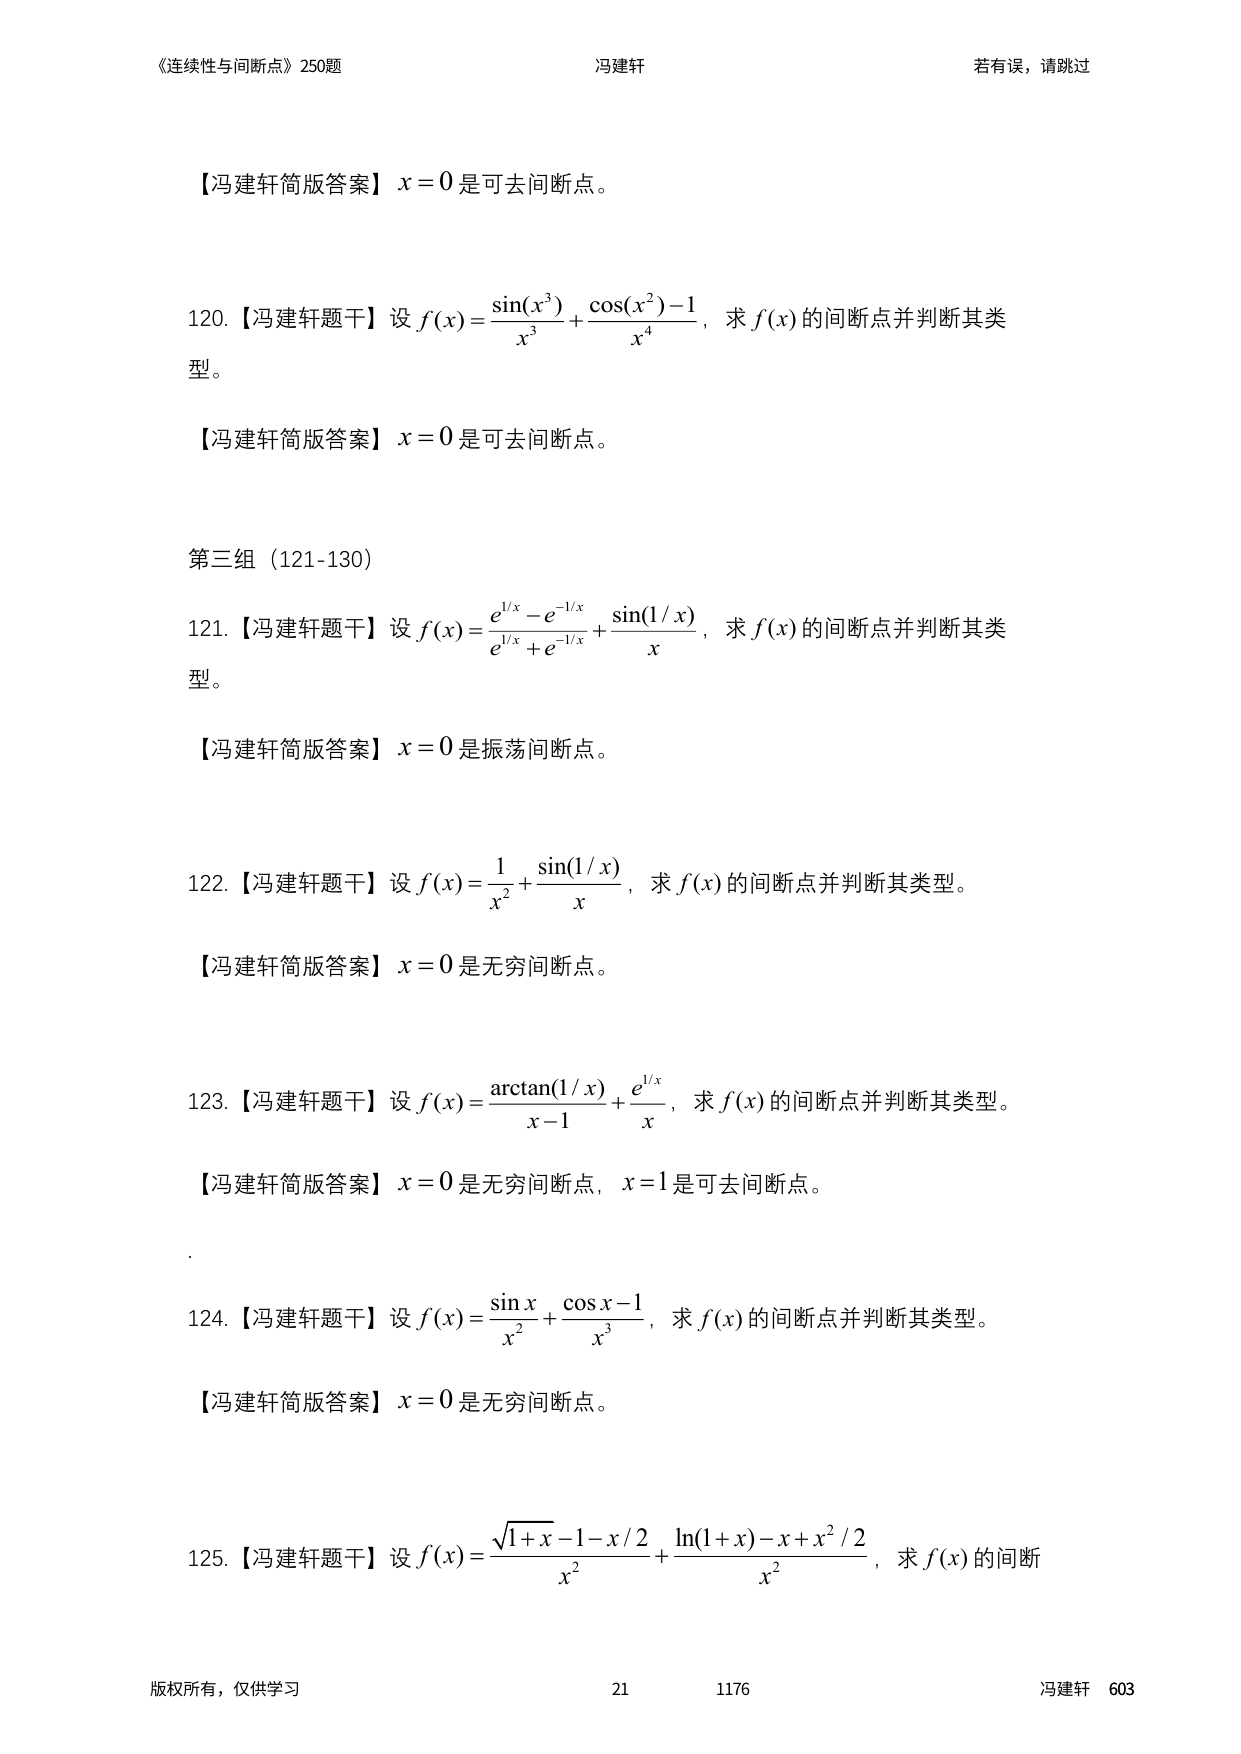 《连续性与间断点》250题 冯建轩 若有误，请跳过
【冯建轩简版答案】 x = 0 是可去间断点。
120.【冯建轩题干】设 f(x) = \frac{\sin(x^3)}{x^3} + \frac{\cos(x^2)-1}{x^4}，求 f(x) 的间断点并判断其类
型。
【冯建轩简版答案】 x = 0 是可去间断点。
第三组（121-130）
121.【冯建轩题干】设 f(x) = \frac{e^{1/x} - e^{-1/x}}{e^{1/x} + e^{-1/x}} + \frac{\sin(1/x)}{x}，求 f(x) 的间断点并判断其类
型。
【冯建轩简版答案】 x = 0 是振荡间断点。
122.【冯建轩题干】设 f(x) = \frac{1}{x^2} + \frac{\sin(1/x)}{x}，求 f(x) 的间断点并判断其类型。
【冯建轩简版答案】 x = 0 是无穷间断点。
123.【冯建轩题干】设 f(x) = \frac{\arctan(1/x)}{x-1} + \frac{e^{1/x}}{x}，求 f(x) 的间断点并判断其类型。
【冯建轩简版答案】 x = 0 是无穷间断点， x = 1 是可去间断点。
.
124.【冯建轩题干】设 f(x) = \frac{\sin x}{x^2} + \frac{\cos x - 1}{x^3}，求 f(x) 的间断点并判断其类型。
【冯建轩简版答案】 x = 0 是无穷间断点。
125.【冯建轩题干】设 f(x) = \frac{\sqrt{1+x} - 1 - x/2}{x^2} + \frac{\ln(1+x) - x + x^2/2}{x^2}，求 f(x) 的间断
版权所有，仅供学习 21 1176 冯建轩 603